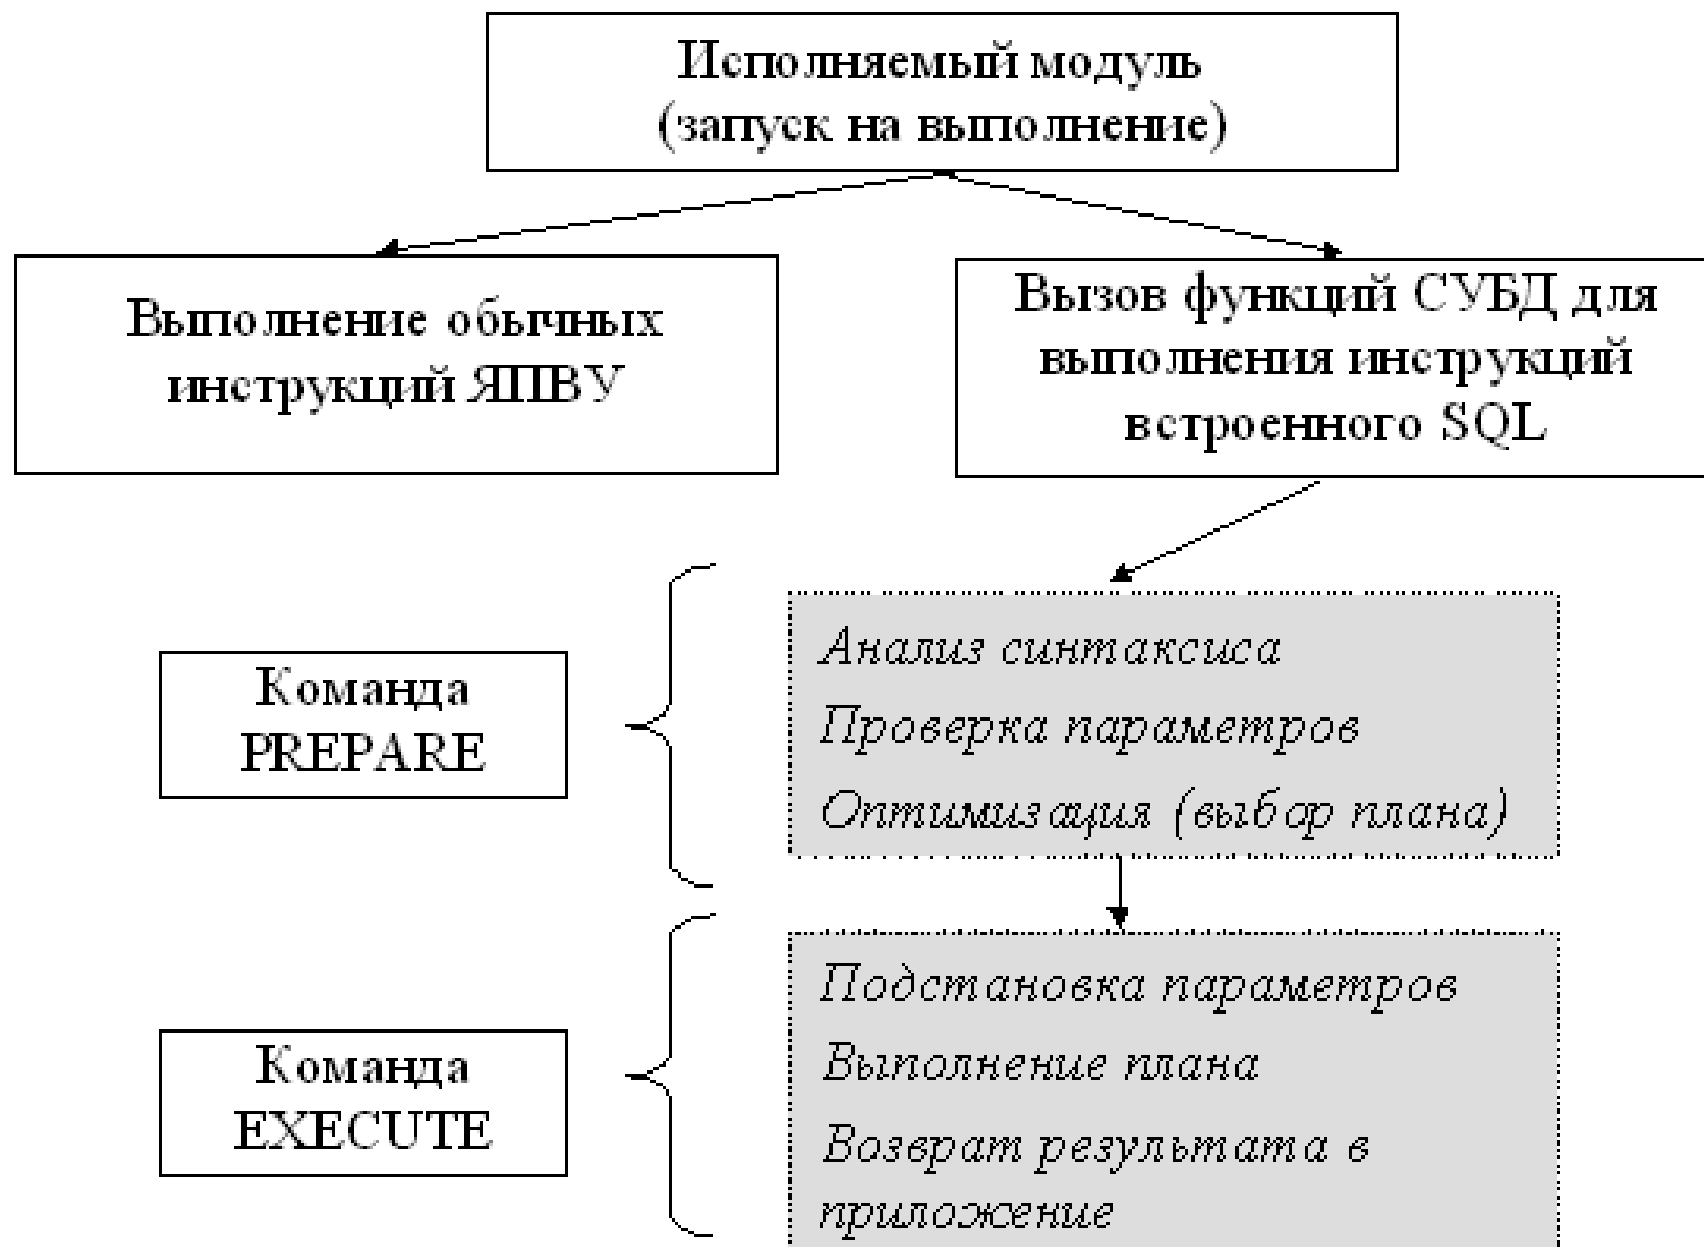 Исполняемый модуль
(запуск на выполнение)
Выполнение обычных
инструкций ЯПВУ
Вызов функций СУБД для
выполнения инструкций
встроенного SQL
Команда
PREPARE
Анализ синтаксиса
Проверка параметров
Оптимизация (выбор плана)
Команда
EXECUTE
Подстановка параметров
Выполнение плана
Возврат результата в
приложение